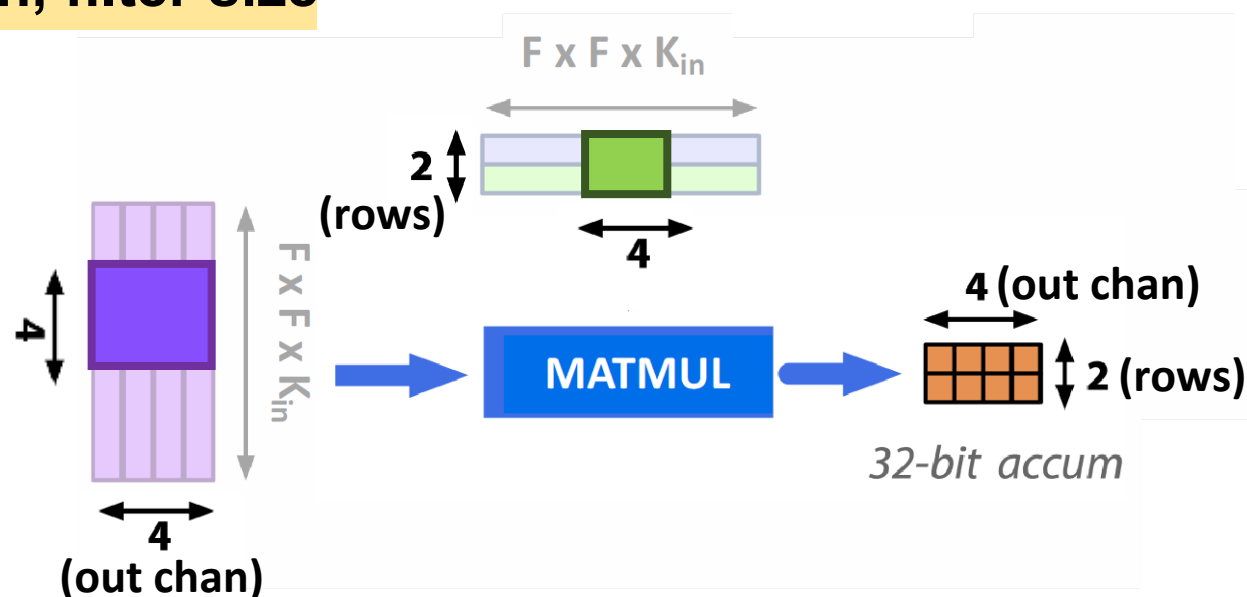 F x F x Kin
2
(rows)
4
4
F x F x Kin
4 (out chan)
MATMUL
2 (rows)
32-bit accum
4
(out chan)